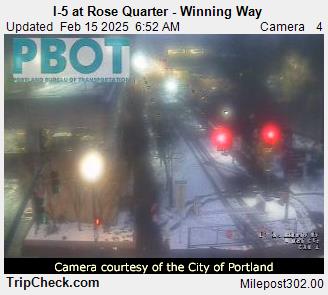 I-5 at Rose Quarter - Winning Way
Updated  Feb 15 2025  6:52 AM  Camera  4
PBOT
PORTLAND BUREAU OF TRANSPORTATION
Camera courtesy of the City of Portland
TripCheck.com  Milepost302.00